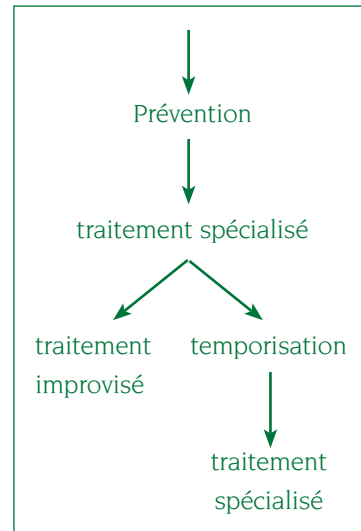 Prévention
traitement spécialisé
traitement
improvisé
temporisation
traitement
spécialisé